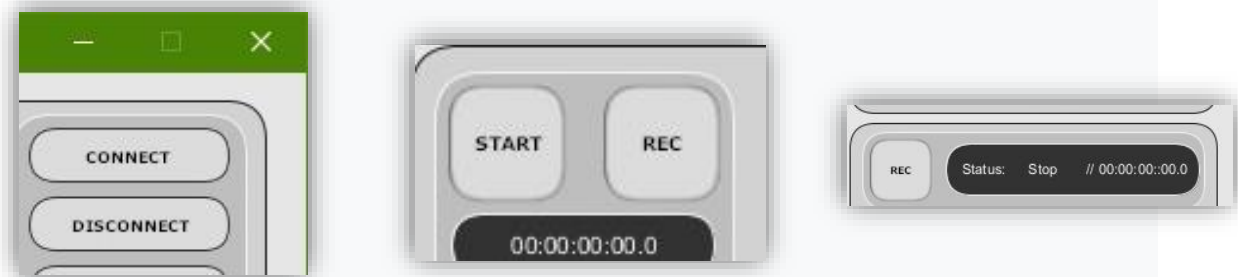 CONNECT
DISCONNECT
START REC
00:00:00:00.0
REC Status: Stop // 00:00:00::00.0